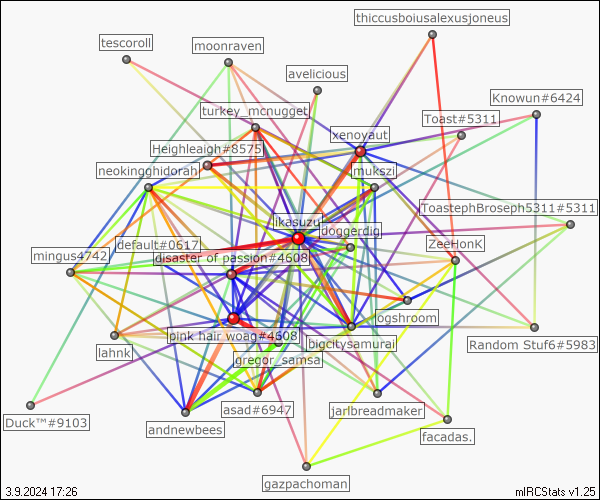 thiccusboiusalexusjoneus
tescoroll
moonraven
avelicious
Knowun#6424
turkey_mcnugget
Toast#5311
xenoyaut
Heighleaigh#8575
neokingghidorah
mukszi
ToastephBroseph5311#5311
likasuzu
doggerdig
default#0617
ZeeHonK
mingus4742
disaster of passion#4608
pgshroom
pink hair woag#4608
bigcitysamurai
Random Stuf6#5983
lahnk
gregor_samsa
Duck™#9103
asad#6947
jarlbreadmaker
andnewbees
facadas.
gazpachoman
3.9.2024 17:26
mIRCStats v1.25